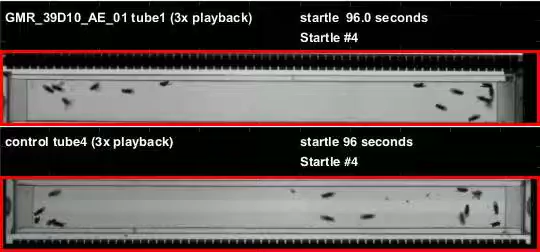 GMR_39D10_AE_01 tube1 (3x playback)
startle 96.0 seconds
Startle #4
control tube4 (3x playback)
startle 96 seconds
Startle #4